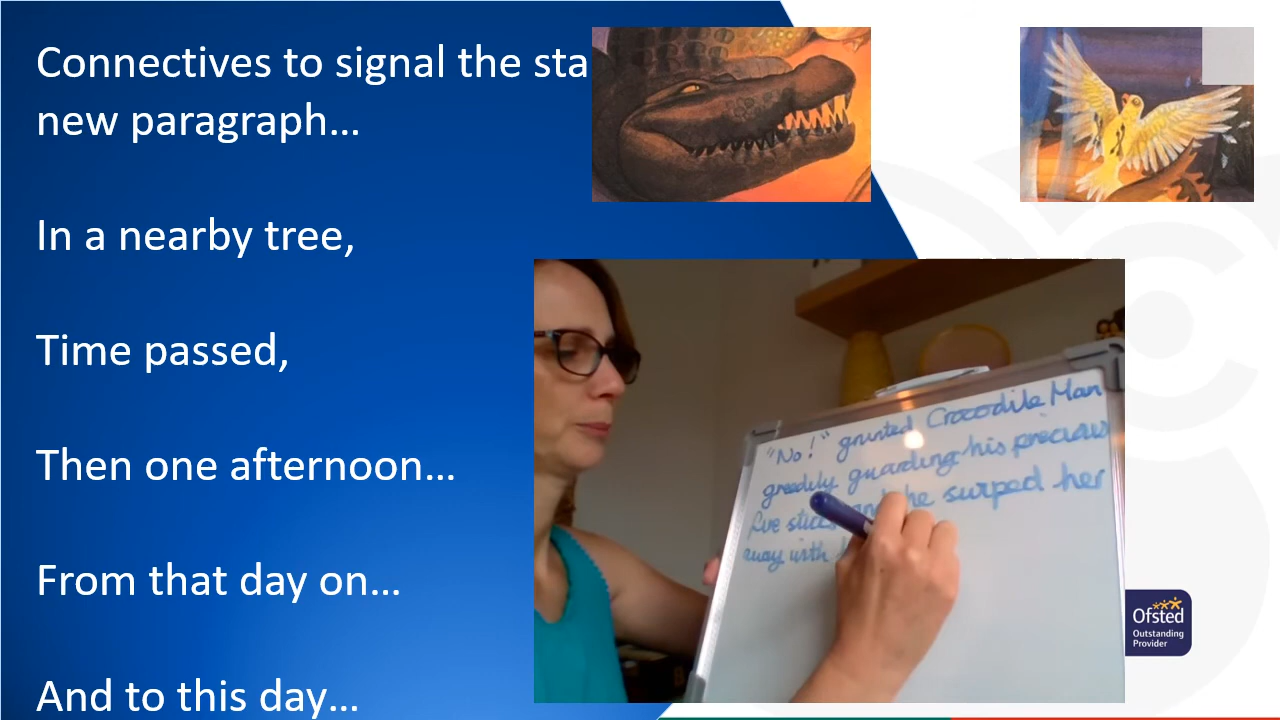 Connectives to signal the sta
new paragraph...
In a nearby tree,
Time passed,
Then one afternoon...
From that day on...
And to this day...
"No!" grunted Crocodile Man
greedily guarding his precious
five sticks and he surped her
away with
Ofsted
Outstanding
Provider